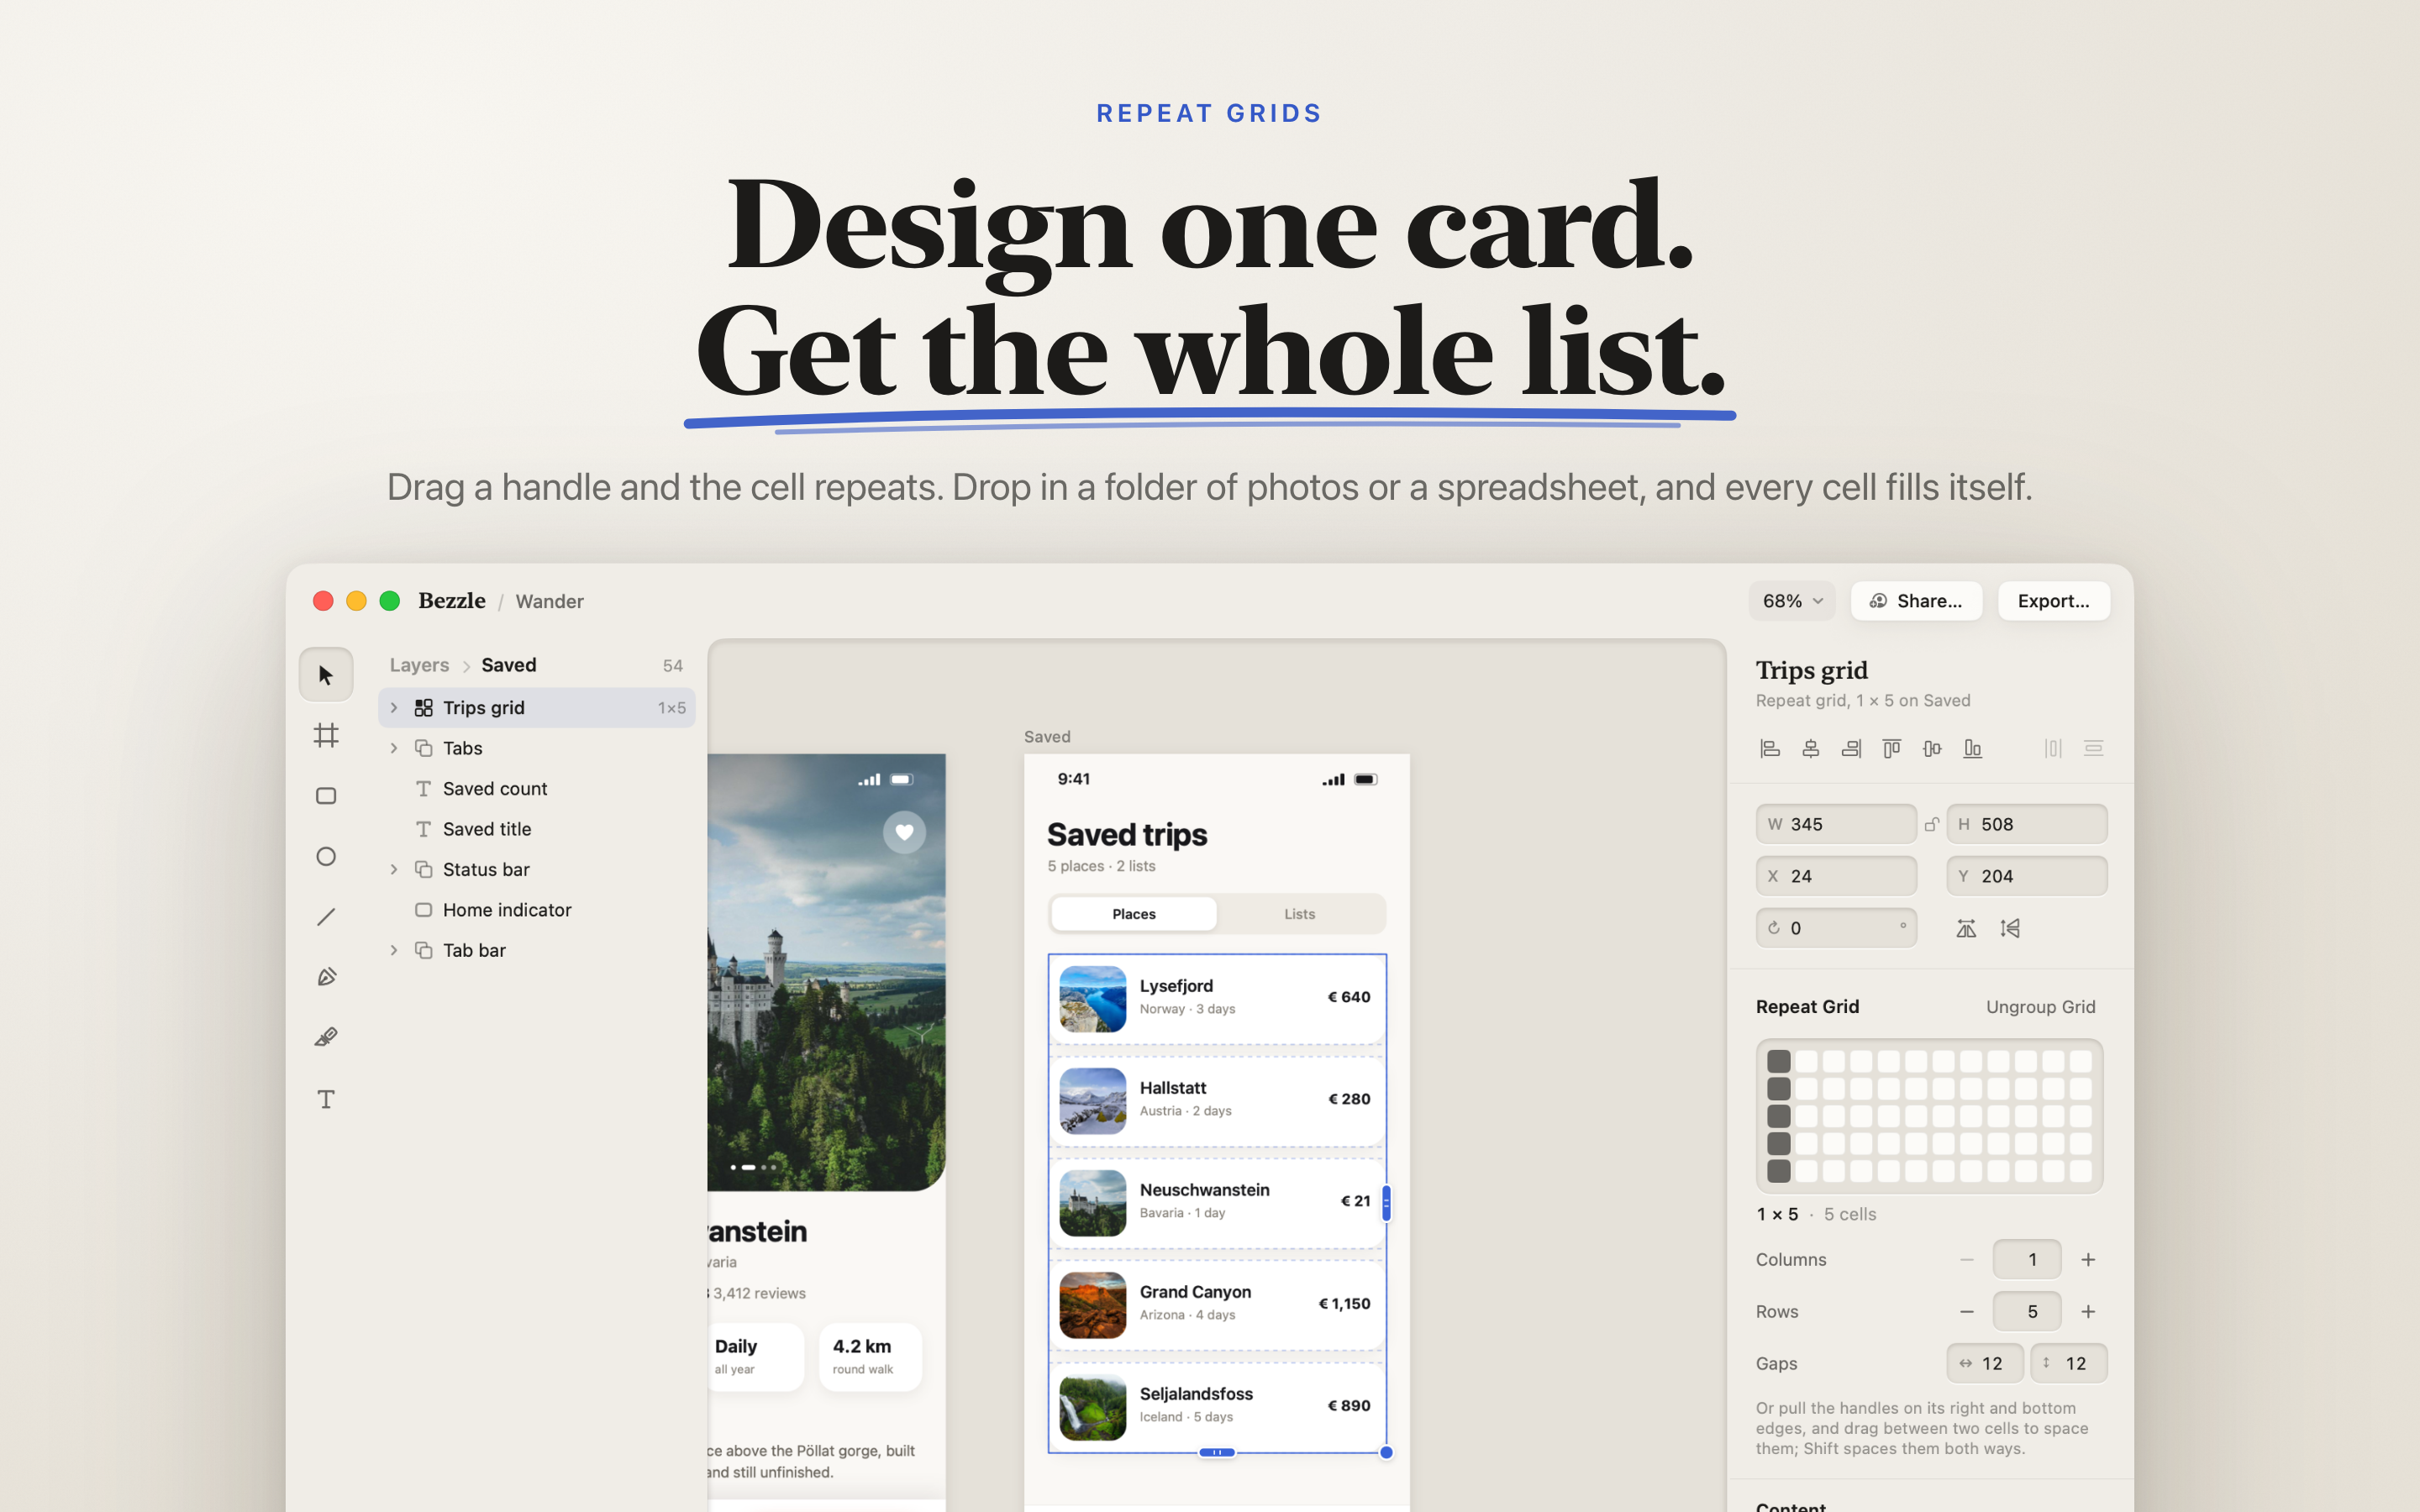 REPEAT GRIDS
Design one card.
Get the whole list.
Drag a handle and the cell repeats. Drop in a folder of photos or a spreadsheet, and every cell fills itself.
Bezzle / Wander
68%
Share...
Export...
Layers > Saved 54
Trips grid 1×5
Tabs
Saved count
Saved title
Status bar
Home indicator
Tab bar
anstein
varia
3,412 reviews
Daily
all year
4.2 km
round walk
ce above the Pöllat gorge, built
and still unfinished.
Saved
9:41
Saved trips
5 places · 2 lists
Places
Lists
Lysefjord
Norway · 3 days
€ 640
Hallstatt
Austria · 2 days
€ 280
Neuschwanstein
Bavaria · 1 day
€ 21
Grand Canyon
Arizona · 4 days
€ 1,150
Seljalandsfoss
Iceland · 5 days
€ 890
Trips grid
Repeat grid, 1 × 5 on Saved
W 345
H 508
X 24
Y 204
0 °
Repeat Grid
Ungroup Grid
1 × 5 · 5 cells
Columns − 1 +
Rows − 5 +
Gaps 12 12
Or pull the handles on its right and bottom
edges, and drag between two cells to space
them; Shift spaces them both ways.
Content